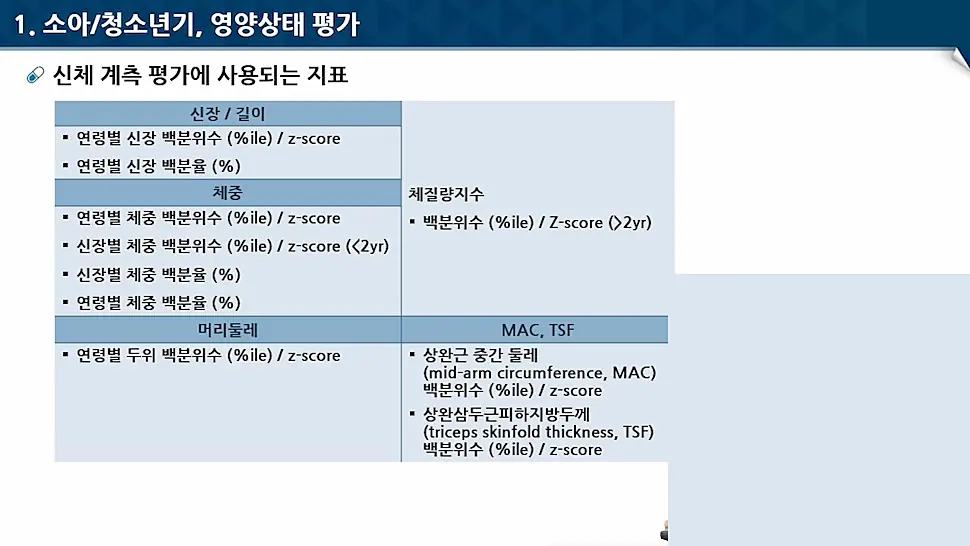 1. 소아/청소년기, 영양상태 평가
신체 계측 평가에 사용되는 지표
신장 / 길이
▪ 연령별 신장 백분위수 (%ile) / z-score
▪ 연령별 신장 백분율 (%)
체중
▪ 연령별 체중 백분위수 (%ile) / z-score
▪ 신장별 체중 백분위수 (%ile) / z-score (<2yr)
▪ 신장별 체중 백분율 (%)
▪ 연령별 체중 백분율 (%)
체질량지수
▪ 백분위수 (%ile) / Z-score (>2yr)
머리둘레
▪ 연령별 두위 백분위수 (%ile) / z-score
MAC, TSF
▪ 상완근 중간 둘레
(mid-arm circumference, MAC)
백분위수 (%ile) / z-score
▪ 상완삼두근피하지방두께
(triceps skinfold thickness, TSF)
백분위수 (%ile) / z-score